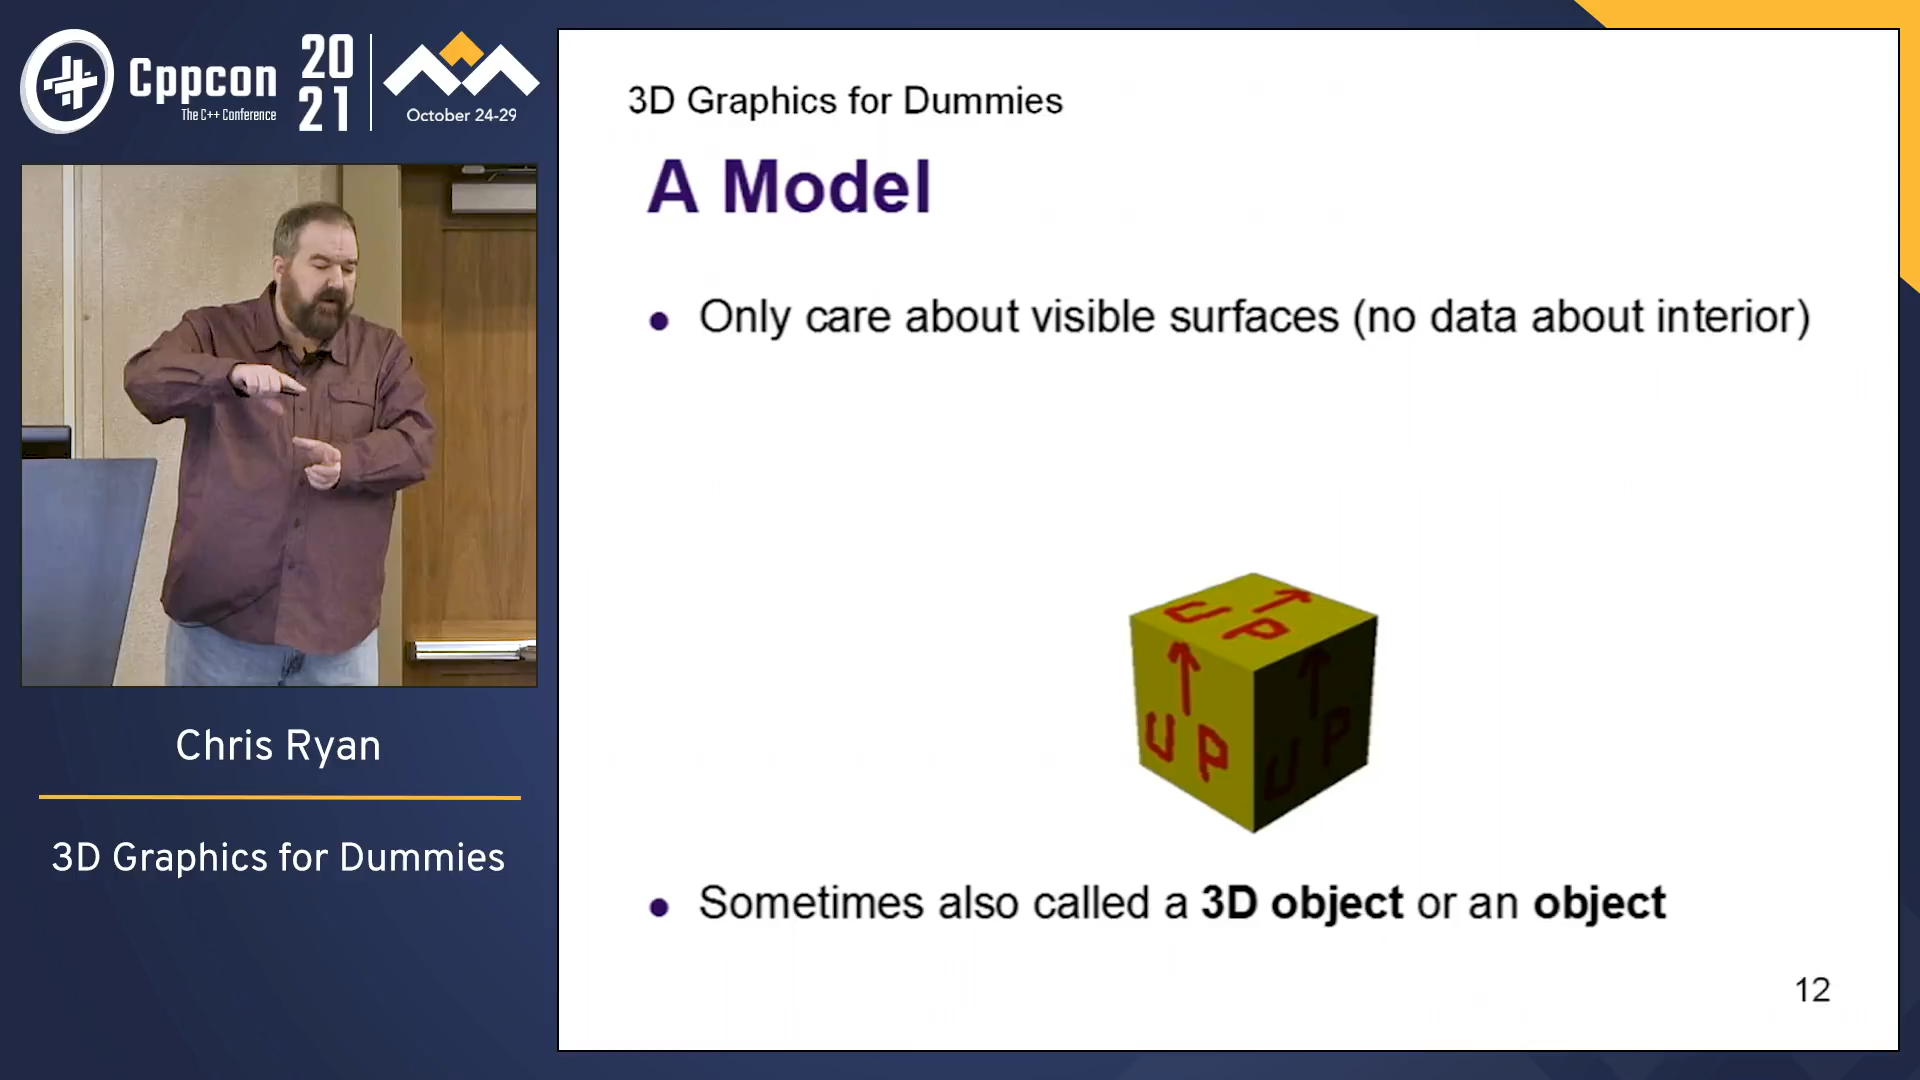 Cppcon
The C++ Conference
20
21
October 24-29
3D Graphics for Dummies
A Model
• Only care about visible surfaces (no data about interior)
UP
UP
UP
• Sometimes also called a 3D object or an object
12
Chris Ryan
3D Graphics for Dummies